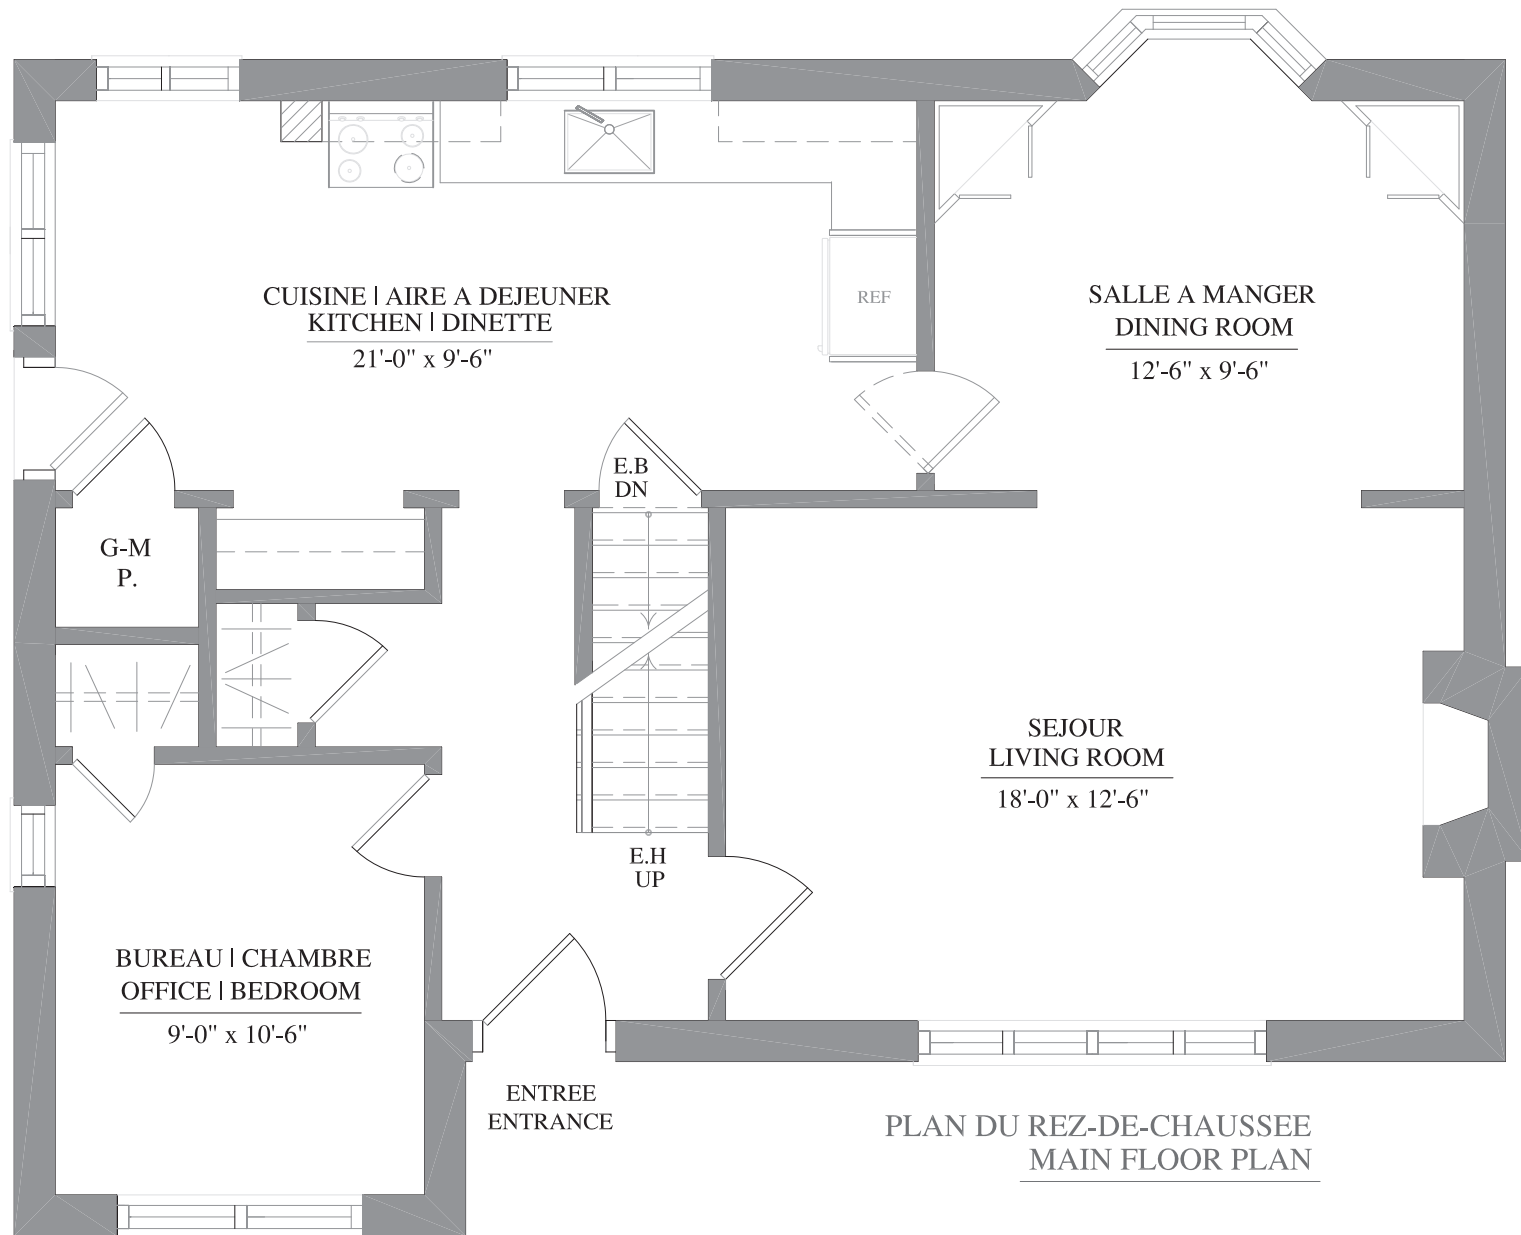 CUISINE | AIRE A DEJEUNER
KITCHEN | DINETTE
21'-0" x 9'-6"
REF
SALLE A MANGER
DINING ROOM
12'-6" x 9'-6"
E.B
DN
G-M
P.
SEJOUR
LIVING ROOM
18'-0" x 12'-6"
E.H
UP
BUREAU | CHAMBRE
OFFICE | BEDROOM
9'-0" x 10'-6"
ENTREE
ENTRANCE
PLAN DU REZ-DE-CHAUSSEE
MAIN FLOOR PLAN